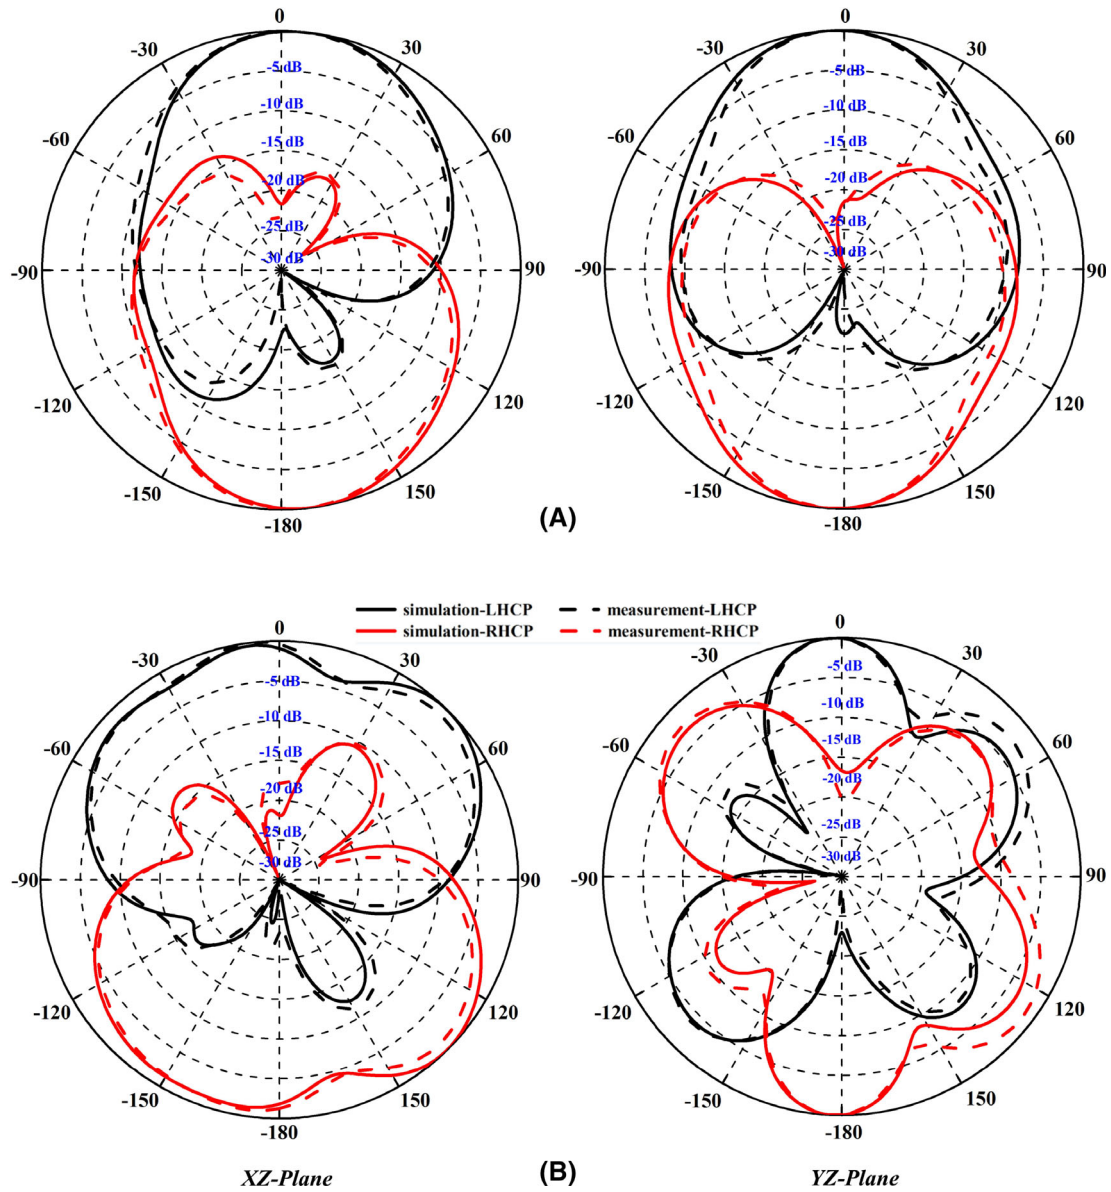 0 0
-30 30 -30 30
-5 dB -5 dB
-10 dB -10 dB
-60 60 -60 60
-15 dB -15 dB
-20 dB -20 dB
-25 dB -25 dB
-30 dB -30 dB
-90 90 -90 90
-120 120 -120 120
-150 150 -150 150
-180 -180
(A)
simulation-LHCP measurement-LHCP
simulation-RHCP measurement-RHCP
0 0
-30 30 -30 30
-5 dB -5 dB
-10 dB -10 dB
-60 60 -60 60
-15 dB -15 dB
-20 dB -20 dB
-25 dB -25 dB
-30 dB -30 dB
-90 90 -90 90
-120 120 -120 120
-150 150 -150 150
-180 -180
XZ-Plane (B) YZ-Plane